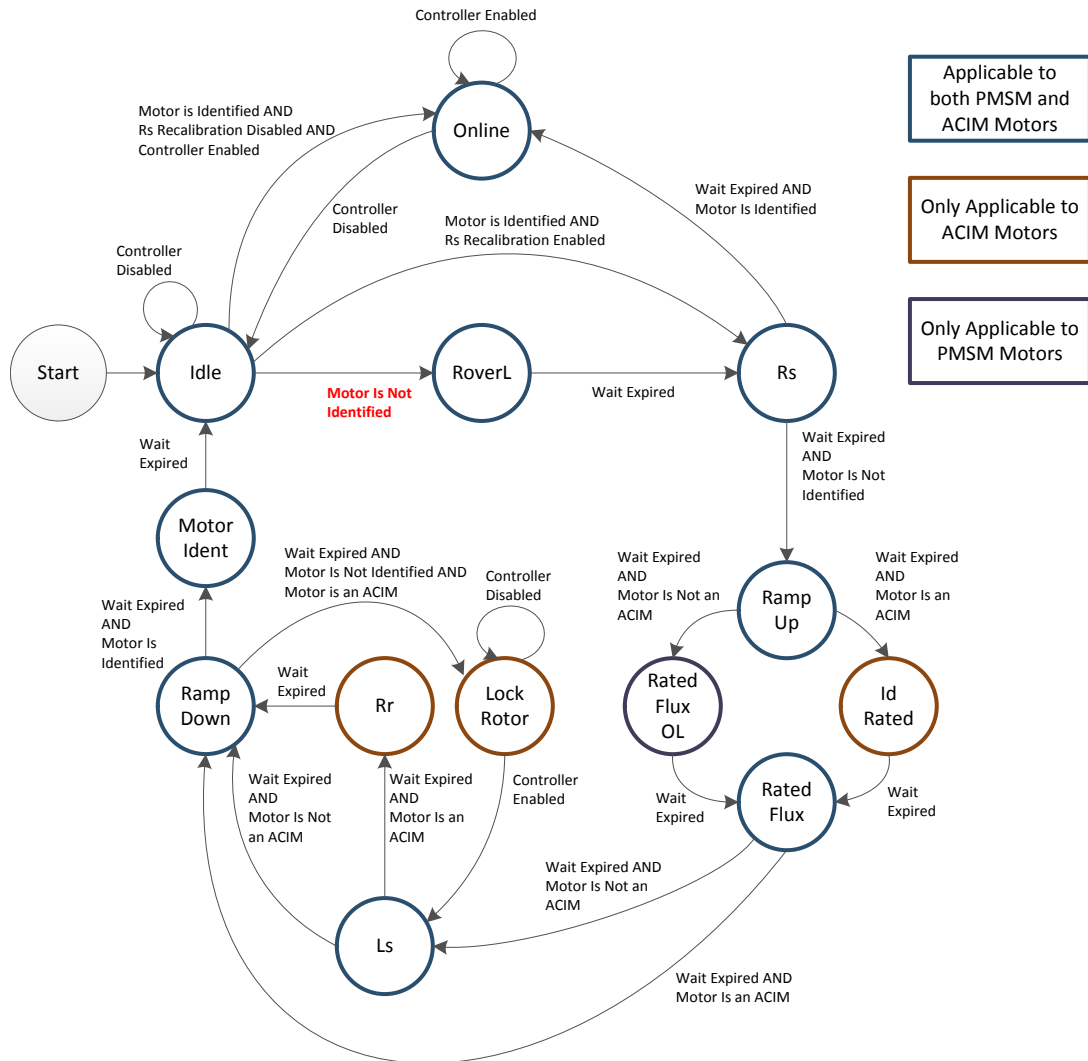 Controller Enabled
Applicable to
both PMSM and
ACIM Motors
Motor is Identified AND
Rs Recalibration Disabled AND
Controller Enabled
Online
Wait Expired AND
Motor Is Identified
Only Applicable to
ACIM Motors
Controller
Disabled
Motor is Identified AND
Rs Recalibration Enabled
Controller
Disabled
Only Applicable to
PMSM Motors
Start
Idle
RoverL
Rs
Motor Is Not
Identified
Wait Expired
Wait
Expired
Wait Expired
AND
Motor Is Not
Identified
Motor
Ident
Wait Expired AND
Motor Is Not Identified AND
Motor is an ACIM
Controller
Disabled
Wait Expired
AND
Motor Is Not an
ACIM
Ramp
Up
Wait Expired
AND
Motor Is an
ACIM
Wait Expired
AND
Motor Is
Identified
Ramp
Down
Wait
Expired
Rr
Lock
Rotor
Rated
Flux
OL
Id
Rated
Wait Expired
AND
Motor Is Not
an ACIM
Wait Expired
AND
Motor Is an
ACIM
Controller
Enabled
Wait
Expired
Rated
Flux
Wait
Expired
Wait Expired AND
Motor Is Not an
ACIM
Ls
Wait Expired AND
Motor Is an ACIM